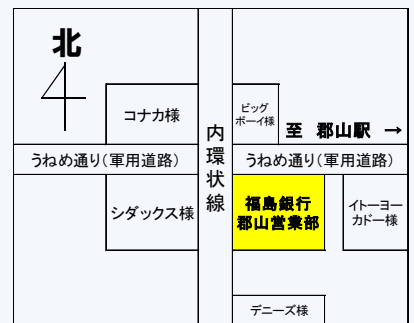 北
コナカ様
ビッグ
ボーイ様
至 郡山駅 →
うねめ通り(軍用道路)
内環状線
うねめ通り(軍用道路)
シダックス様
福島銀行
郡山営業部
イトーヨー
カドー様
デニーズ様